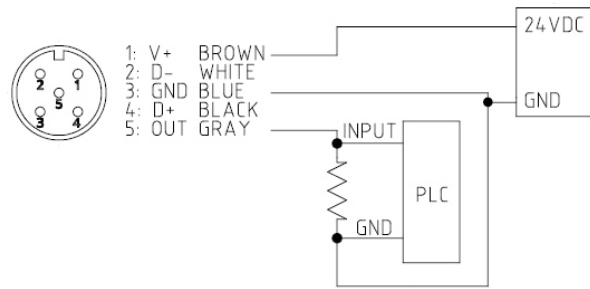 24VDC
1: V+ BROWN
2: D- WHITE
3: GND BLUE
4: D+ BLACK
5: OUT GRAY
GND
INPUT
PLC
GND
2
1
5
3
4